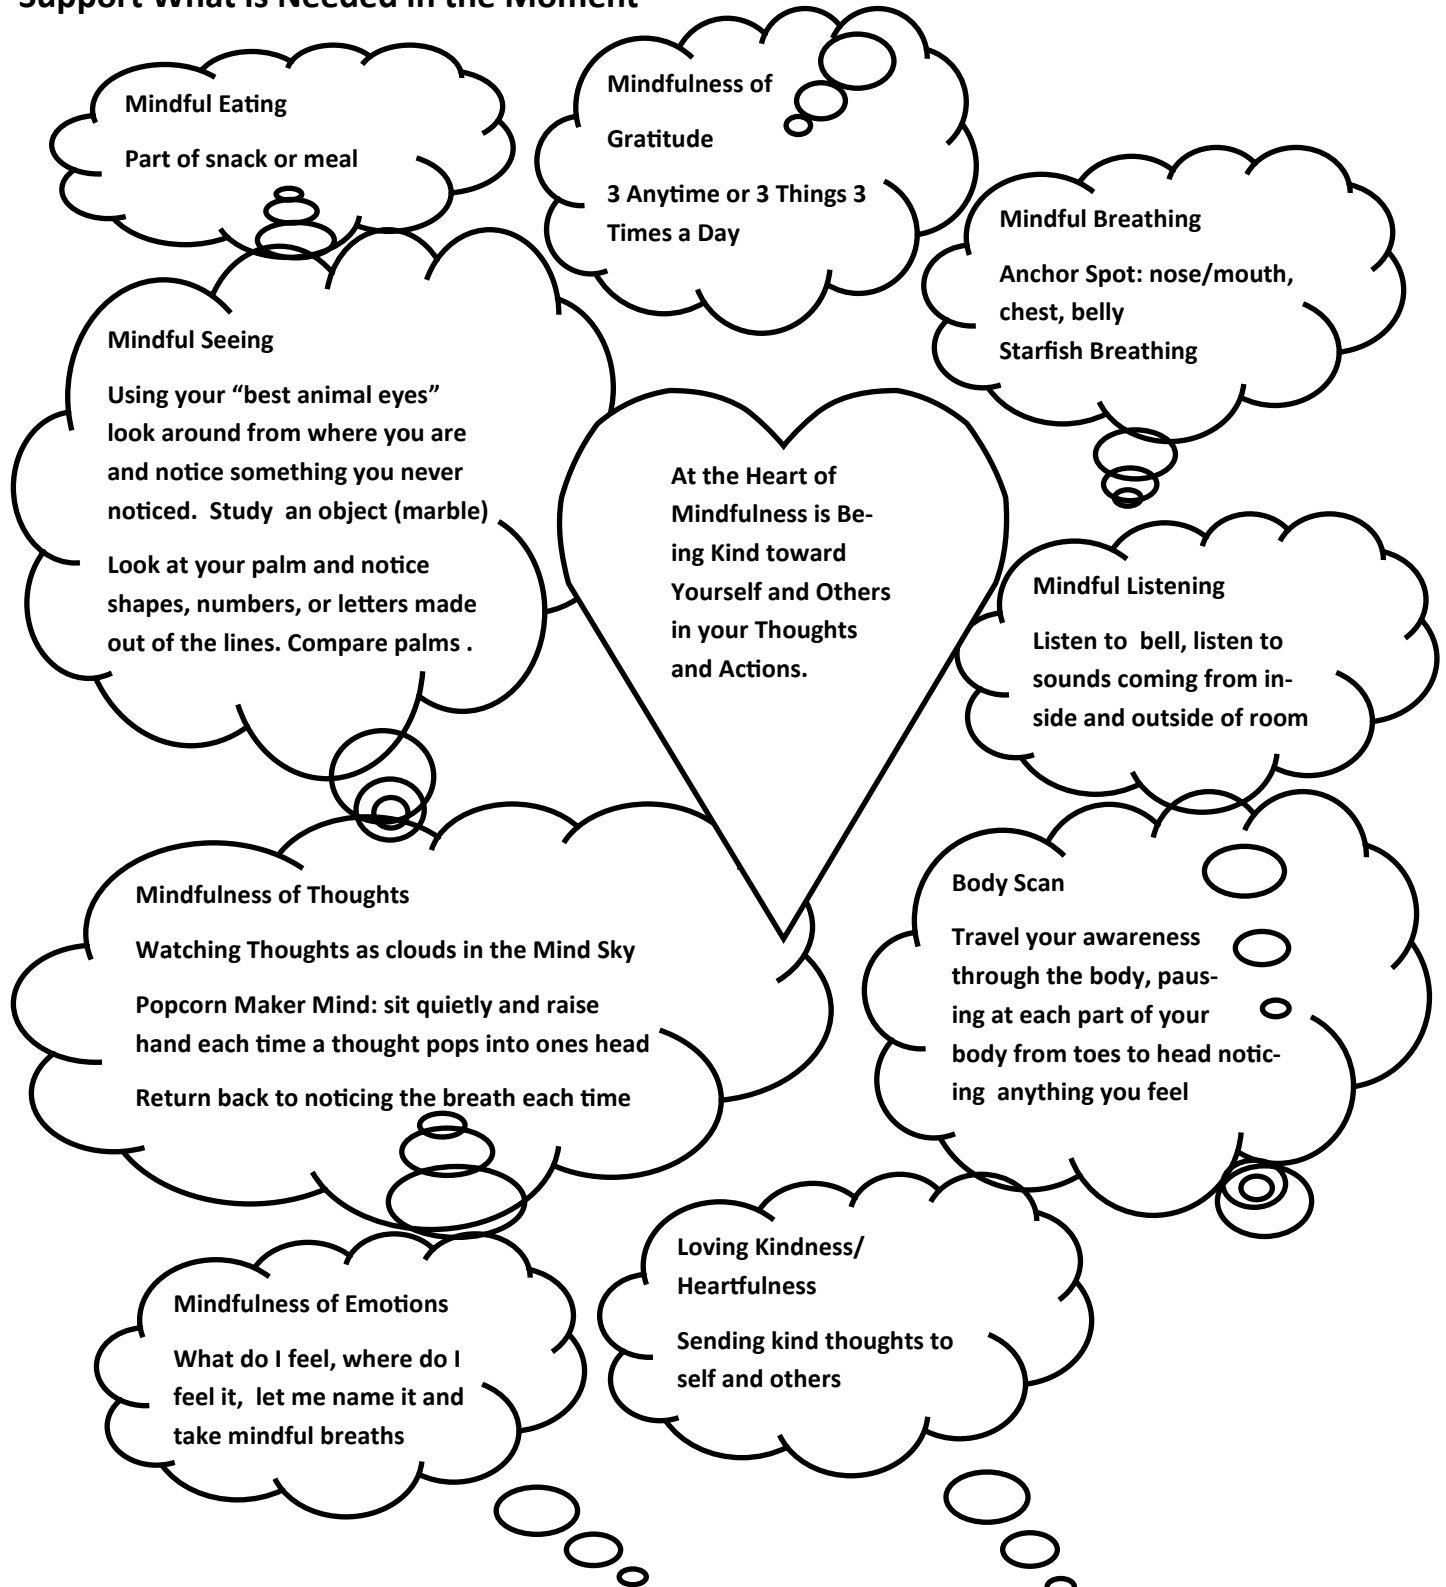 Support What is Needed in the Moment
Mindful Eating
Part of snack or meal
Mindfulness of
Gratitude
3 Anytime or 3 Things 3
Times a Day
Mindful Breathing
Anchor Spot: nose/mouth,
chest, belly
Starfish Breathing
Mindful Seeing
Using your “best animal eyes”
look around from where you are
and notice something you never
noticed.  Study  an object (marble)
Look at your palm and notice
shapes, numbers, or letters made
out of the lines. Compare palms .
At the Heart of
Mindfulness is Be-
ing Kind toward
Yourself and Others
in your Thoughts
and Actions.
Mindful Listening
Listen to  bell, listen to
sounds coming from in-
side and outside of room
Mindfulness of Thoughts
Watching Thoughts as clouds in the Mind Sky
Popcorn Maker Mind: sit quietly and raise
hand each time a thought pops into ones head
Return back to noticing the breath each time
Body Scan
Travel your awareness
through the body, paus-
ing at each part of your
body from toes to head notic-
ing  anything you feel
Mindfulness of Emotions
What do I feel, where do I
feel it,  let me name it and
take mindful breaths
Loving Kindness/
Heartfulness
Sending kind thoughts to
self and others